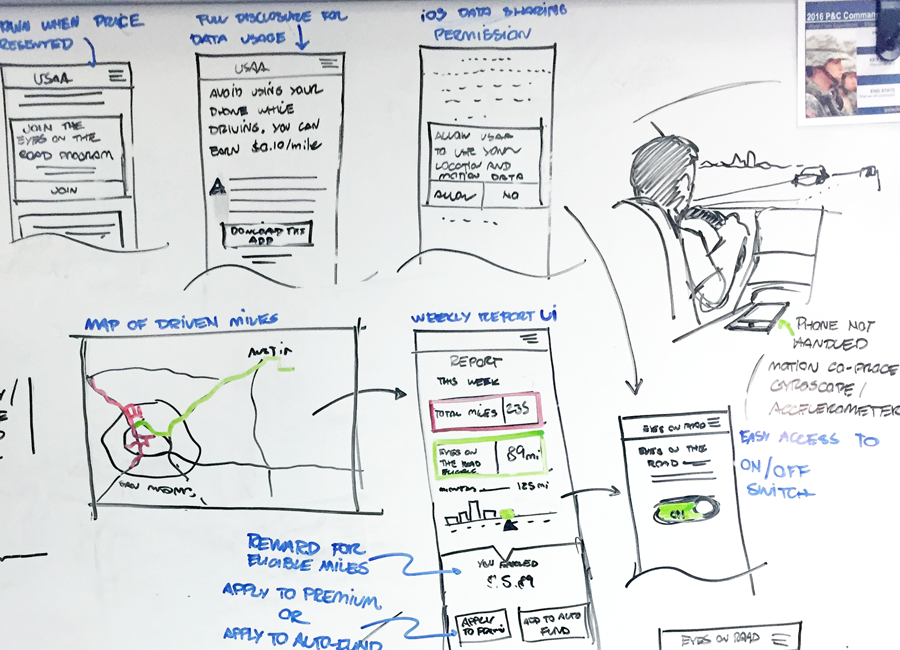 WHEN PRICE
FULL DISCLOSURE FOR
DATA USAGE
iOS DATA SHARING
PERMISSION
2016 P&C Comman
USAA
JOIN THE
EYES ON THE
ROAD PROGRAM
JOIN
USAA
AVOID USING YOUR
PHONE WHILE
DRIVING. YOU CAN
EARN $0.10/mile
DOWNLOAD THE
APP
ALLOW USAA
TO USE YOUR
LOCATION AND
MOTION DATA
ALLOW
NO
PHONE NOT
HANDLED
MOTION CO-PROCE
GYROSCOPE/
ACCELEROMETER
MAP OF DRIVEN MILES
AUSTIN
SAN ANTONIO
WEEKLY REPORT Ui
REPORT
THIS WEEK
TOTAL MILES
235
EYES ON
THE ROAD
ELIGIBLE
89mi
125 mi
YOU EARNED
$5.89
APPLY
TO PREMI
ADD TO AUTO
FUND
EYES ON ROAD
EYES ON THE
ROAD
ON
EASY ACCESS TO
ON/OFF
SWITCH
REWARD FOR
ELIGIBLE MILES
APPLY TO PREMIUM
OR
APPLY TO AUTO-FUND
EYES ON ROAD